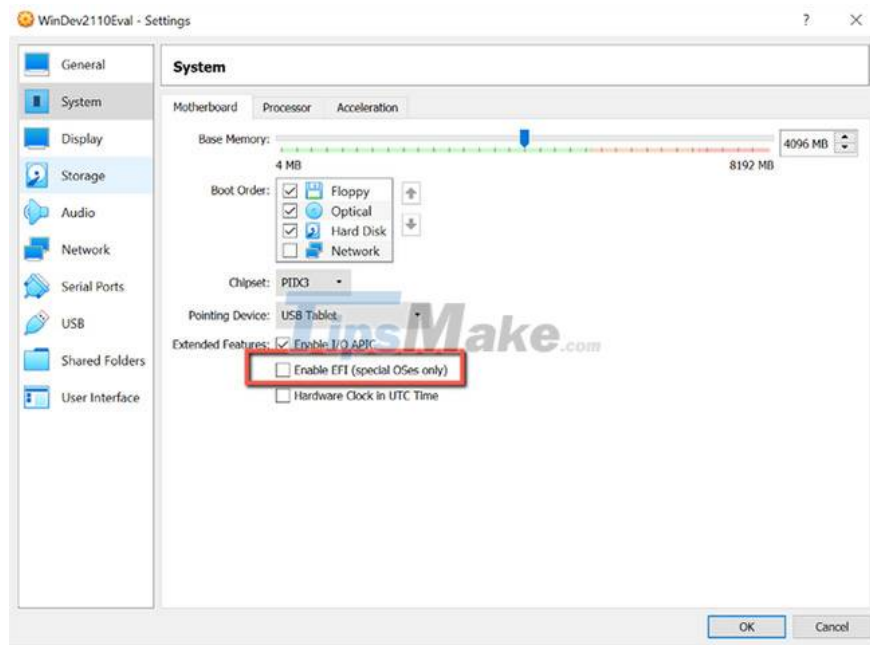 WinDev2110Eval - Settings
? ×
General
System
Display
Storage
Audio
Network
Serial Ports
USB
Shared Folders
User Interface
System
Motherboard Processor Acceleration
Base Memory: 4096 MB
4 MB 8192 MB
Boot Order: Floppy
Optical
Hard Disk
Network
Chipset: PIIX3
Pointing Device: USB Tablet
Extended Features: Enable I/O APIC
Enable EFI (special OSes only)
Hardware Clock in UTC Time
TipsMake.com
OK Cancel